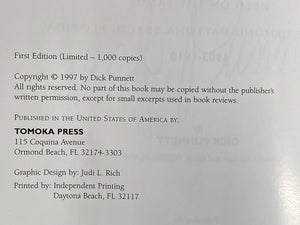 First Edition (Limited – 1,000 copies)
Copyright © 1997 by Dick Punnett
All rights reserved. No part of this book may be copied without the publisher's
written permission, except for small excerpts used in book reviews.
Published in the United States of America by:
TOMOKA PRESS
115 Coquina Avenue
Ormond Beach, FL 32174-3303
Graphic Design by: Judi L. Rich
Printed by: Independent Printing
Daytona Beach, FL 32117